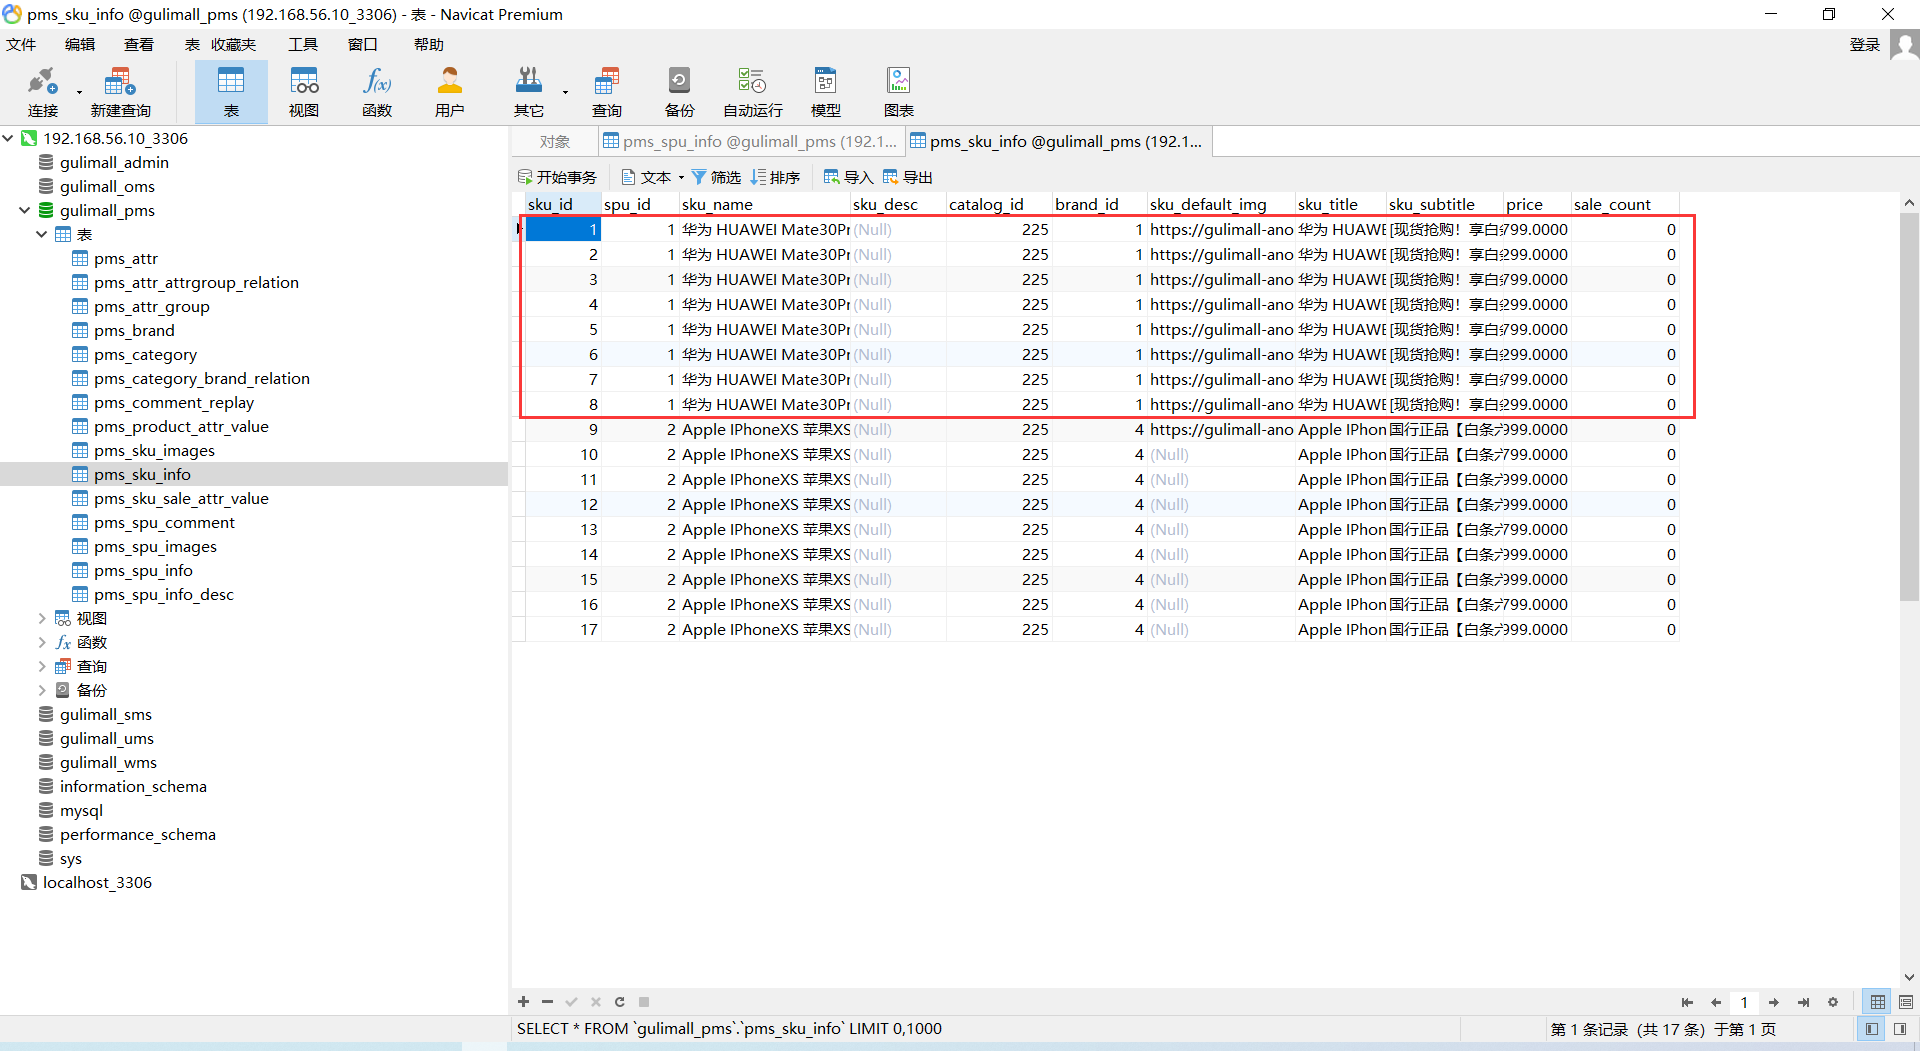 pms_sku_info @gulimall_pms (192.168.56.10_3306) - 表 - Navicat Premium
文件 编辑 查看 表 收藏夹 工具 窗口 帮助 登录
连接 新建查询 表 视图 函数 用户 其它 查询 备份 自动运行 模型 图表
192.168.56.10_3306
gulimall_admin
gulimall_oms
gulimall_pms
表
pms_attr
pms_attr_attrgroup_relation
pms_attr_group
pms_brand
pms_category
pms_category_brand_relation
pms_comment_replay
pms_product_attr_value
pms_sku_images
pms_sku_info
pms_sku_sale_attr_value
pms_spu_comment
pms_spu_images
pms_spu_info
pms_spu_info_desc
视图
函数
查询
备份
gulimall_sms
gulimall_ums
gulimall_wms
information_schema
mysql
performance_schema
sys
localhost_3306
对象 pms_spu_info @gulimall_pms (192.1... pms_sku_info @gulimall_pms (192.1...
开始事务 文本 筛选 排序 导入 导出
sku_id spu_id sku_name sku_desc catalog_id brand_id sku_default_img sku_title sku_subtitle price sale_count
1 1 华为 HUAWEI Mate30Pr (Null) 225 1 https://gulimall-ano 华为 HUAWE [现货抢购！享白 799.0000 0
2 1 华为 HUAWEI Mate30Pr (Null) 225 1 https://gulimall-ano 华为 HUAWE [现货抢购！享白 299.0000 0
3 1 华为 HUAWEI Mate30Pr (Null) 225 1 https://gulimall-ano 华为 HUAWE [现货抢购！享白 799.0000 0
4 1 华为 HUAWEI Mate30Pr (Null) 225 1 https://gulimall-ano 华为 HUAWE [现货抢购！享白 299.0000 0
5 1 华为 HUAWEI Mate30Pr (Null) 225 1 https://gulimall-ano 华为 HUAWE [现货抢购！享白 799.0000 0
6 1 华为 HUAWEI Mate30Pr (Null) 225 1 https://gulimall-ano 华为 HUAWE [现货抢购！享白 299.0000 0
7 1 华为 HUAWEI Mate30Pr (Null) 225 1 https://gulimall-ano 华为 HUAWE [现货抢购！享白 799.0000 0
8 1 华为 HUAWEI Mate30Pr (Null) 225 1 https://gulimall-ano 华为 HUAWE [现货抢购！享白 299.0000 0
9 2 Apple IPhoneXS 苹果XS (Null) 225 4 https://gulimall-ano Apple IPhon 国行正品【白条六 999.0000 0
10 2 Apple IPhoneXS 苹果XS (Null) 225 4 (Null) Apple IPhon 国行正品【白条六 799.0000 0
11 2 Apple IPhoneXS 苹果XS (Null) 225 4 (Null) Apple IPhon 国行正品【白条六 999.0000 0
12 2 Apple IPhoneXS 苹果XS (Null) 225 4 (Null) Apple IPhon 国行正品【白条六 999.0000 0
13 2 Apple IPhoneXS 苹果XS (Null) 225 4 (Null) Apple IPhon 国行正品【白条六 799.0000 0
14 2 Apple IPhoneXS 苹果XS (Null) 225 4 (Null) Apple IPhon 国行正品【白条六 999.0000 0
15 2 Apple IPhoneXS 苹果XS (Null) 225 4 (Null) Apple IPhon 国行正品【白条六 999.0000 0
16 2 Apple IPhoneXS 苹果XS (Null) 225 4 (Null) Apple IPhon 国行正品【白条六 799.0000 0
17 2 Apple IPhoneXS 苹果XS (Null) 225 4 (Null) Apple IPhon 国行正品【白条六 999.0000 0
1
SELECT * FROM `gulimall_pms`.`pms_sku_info` LIMIT 0,1000 第 1 条记录（共 17 条）于第 1 页